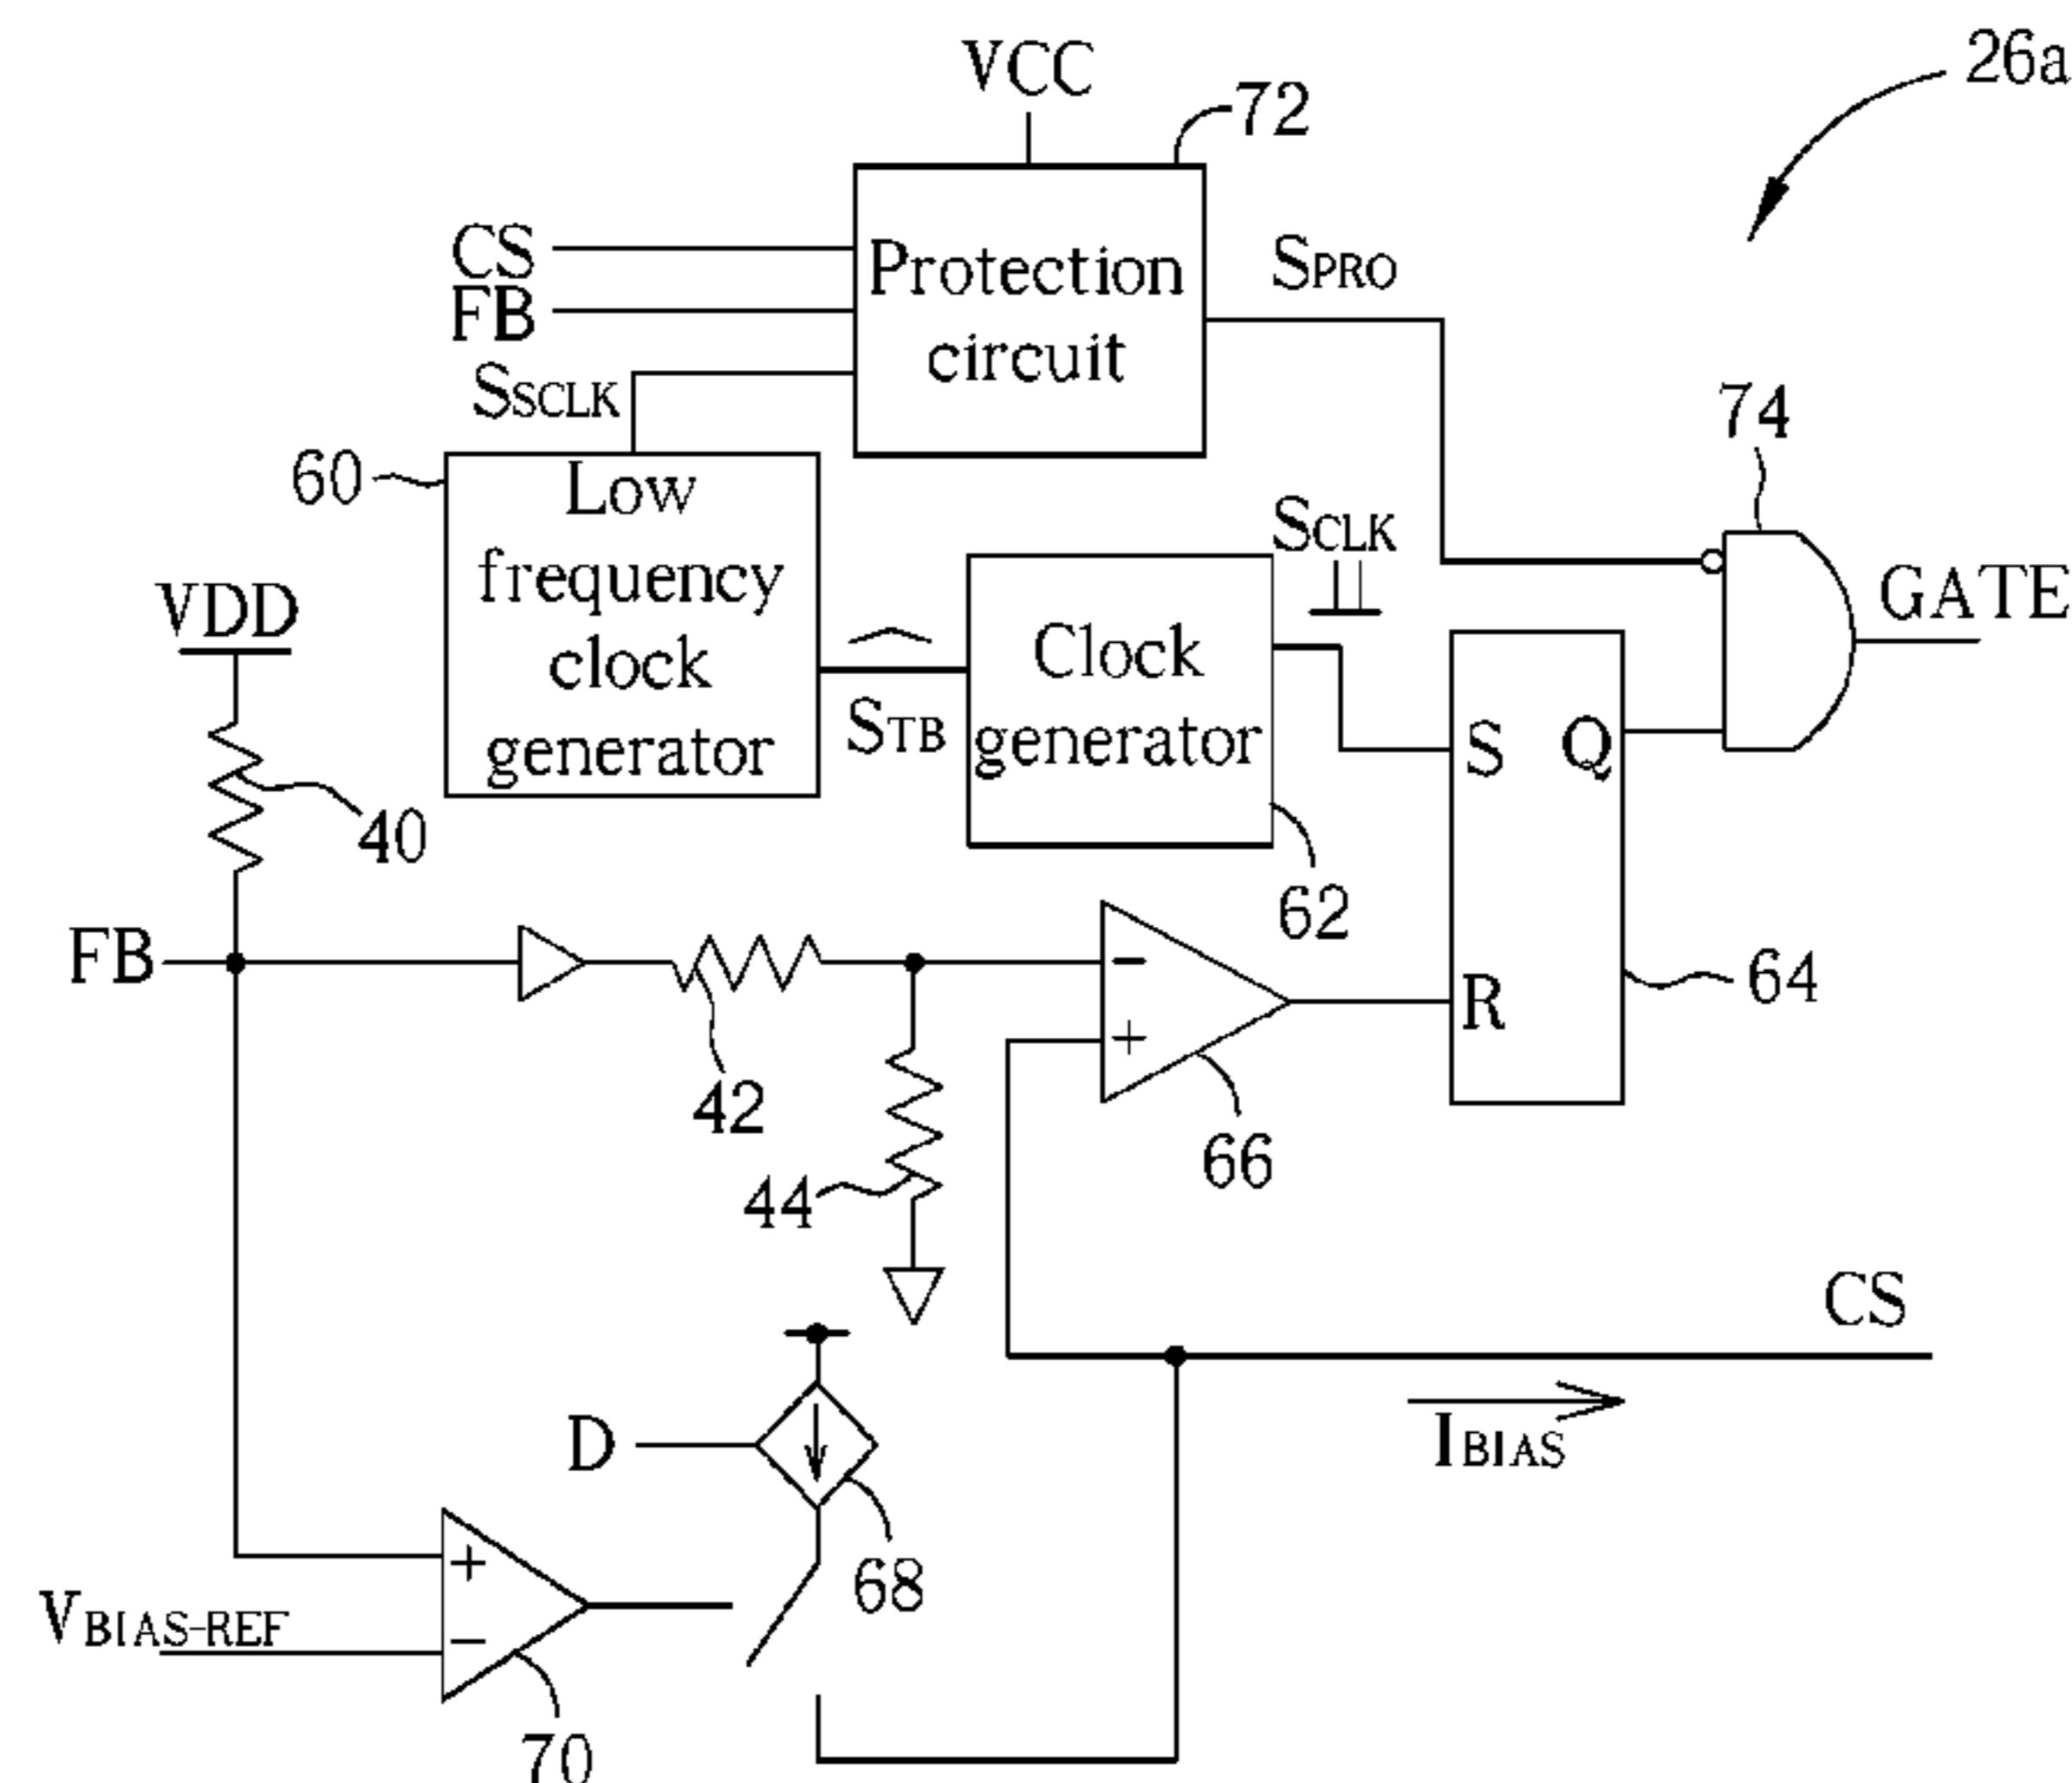 26a
VCC
72
CS
FB
SSCLK
Protection
circuit
SPRO
60
Low
frequency
clock
generator
STB
Clock
generator
SCLK
62
74
GATE
VDD
40
S
Q
R
64
FB
42
44
-
+
66
CS
IBIAS
D
68
+
-
VBIAS-REF
70